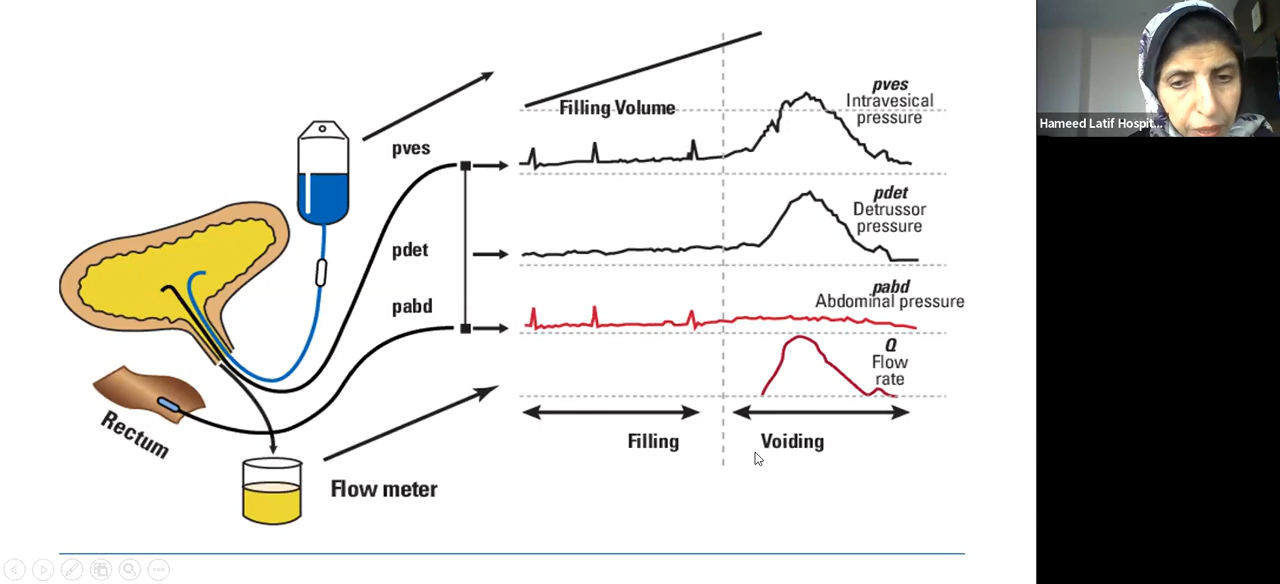 pves
Intravesical
pressure
Hameed Latif Hospit...
Filling Volume
pves
pdet
Detrussor
pressure
pdet
pabd
Abdominal pressure
pabd
Q
Flow
rate
Rectum
Filling
Voiding
Flow meter